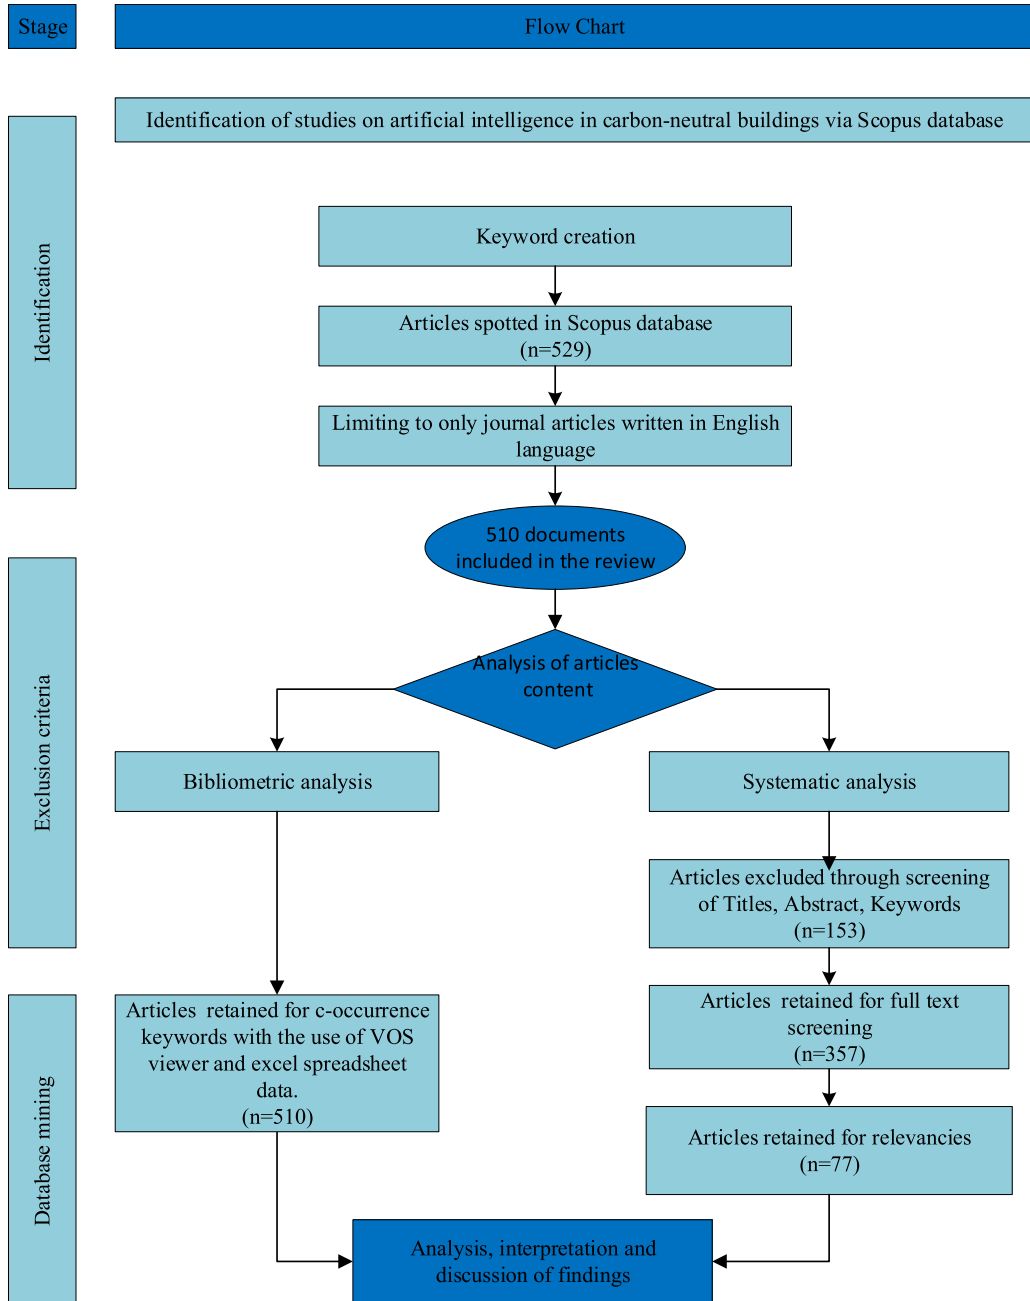 Stage
Flow Chart
Identification
Identification of studies on artificial intelligence in carbon-neutral buildings via Scopus database
Keyword creation
Articles spotted in Scopus database
(n=529)
Limiting to only journal articles written in English
language
510 documents
included in the review
Exclusion criteria
Analysis of articles
content
Bibliometric analysis
Systematic analysis
Articles excluded through screening
of Titles, Abstract, Keywords
(n=153)
Database mining
Articles retained for c-occurrence
keywords with the use of VOS
viewer and excel spreadsheet
data.
(n=510)
Articles retained for full text
screening
(n=357)
Articles retained for relevancies
(n=77)
Analysis, interpretation and
discussion of findings